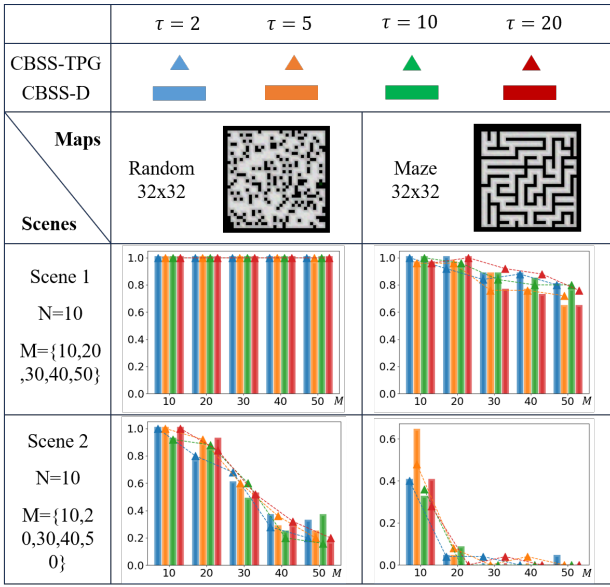 τ = 2 τ = 5 τ = 10 τ = 20
CBSS-TPG
CBSS-D
Maps
Scenes
Random
32x32
Maze
32x32
Scene 1
N=10
M={10,20
,30,40,50}
1.0
0.8
0.6
0.4
0.2
0.0
10 20 30 40 50 M
1.0
0.8
0.6
0.4
0.2
0.0
10 20 30 40 50 M
Scene 2
N=10
M={10,2
0,30,40,5
0}
1.0
0.8
0.6
0.4
0.2
0.0
10 20 30 40 50 M
0.6
0.4
0.2
0.0
10 20 30 40 50 M